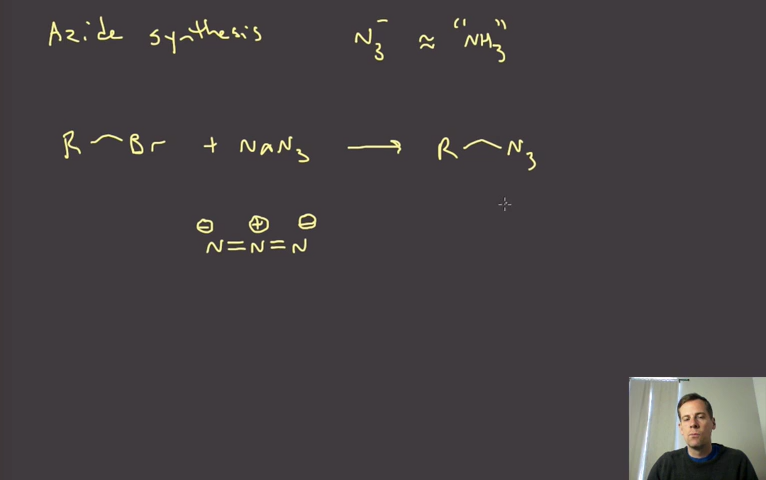 Azide synthesis N₃⁻ ≈ "NH₃"
R Br + NaN₃ → R N₃
⊖ ⊕ ⊖
N=N=N